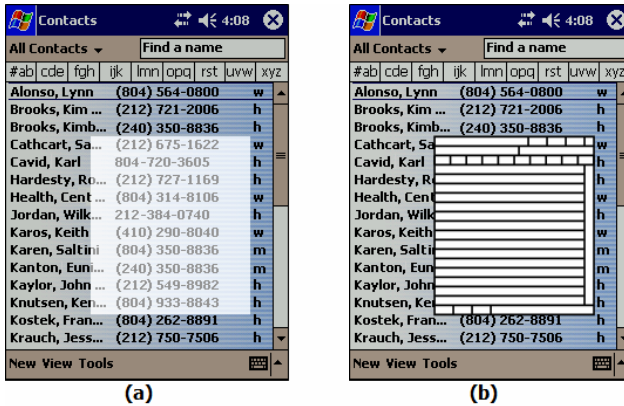 Contacts 4:08
All Contacts Find a name
#ab cde fgh ijk lmn opq rst uvw xyz
Alonso, Lynn (804) 564-0800 w
Brooks, Kim ... (212) 721-2006 h
Brooks, Kimb... (240) 350-8836 h
Cathcart, Sa... (212) 675-1622 w
Cavid, Karl 804-720-3605 h
Hardesty, Ro... (212) 727-1169 h
Health, Cent ... (804) 314-8106 w
Jordan, Wilk... 212-384-0740 h
Karos, Keith (410) 290-8040 w
Karen, Saltini (804) 350-8836 m
Kanton, Euni... (240) 350-8836 m
Kaylor, John ... (212) 549-8982 h
Knutsen, Ken... (804) 933-8843 h
Kostek, Fran... (804) 262-8891 h
Krauch, Jess... (212) 750-7506 h
New View Tools
(a)
Contacts 4:08
All Contacts Find a name
#ab cde fgh ijk lmn opq rst uvw xyz
Alonso, Lynn (804) 564-0800 w
Brooks, Kim ... (212) 721-2006 h
Brooks, Kimb... (240) 350-8836 h
Cathcart, Sa w
Cavid, Karl h
Hardesty, Ro h
Health, Cent w
Jordan, Wilk h
Karos, Keith w
Karen, Salti m
Kanton, Eun m
Kaylor, John h
Knutsen, Ken h
Kostek, Fran... (804) 262-8891 h
Krauch, Jess... (212) 750-7506 h
New View Tools
(b)